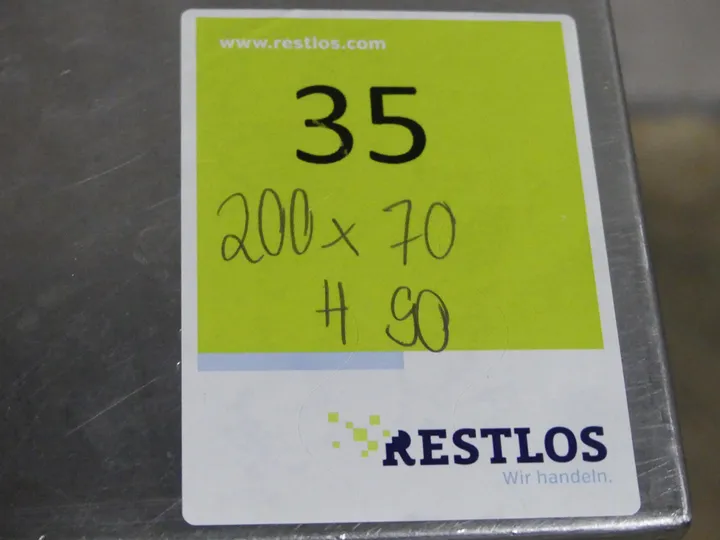 www.restlos.com
35
200 x 70
H 90
RESTLOS
Wir handeln.